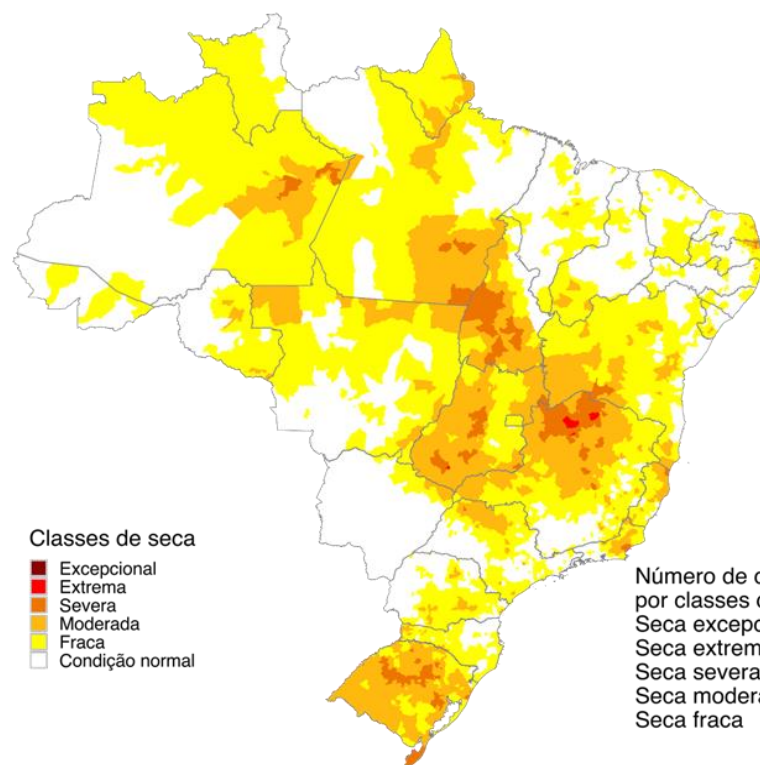 Classes de seca
Excepcional
Extrema
Severa
Moderada
Fraca
Condição normal
Número de
por classes
Seca
Seca
Seca severa
Seca
Seca fraca